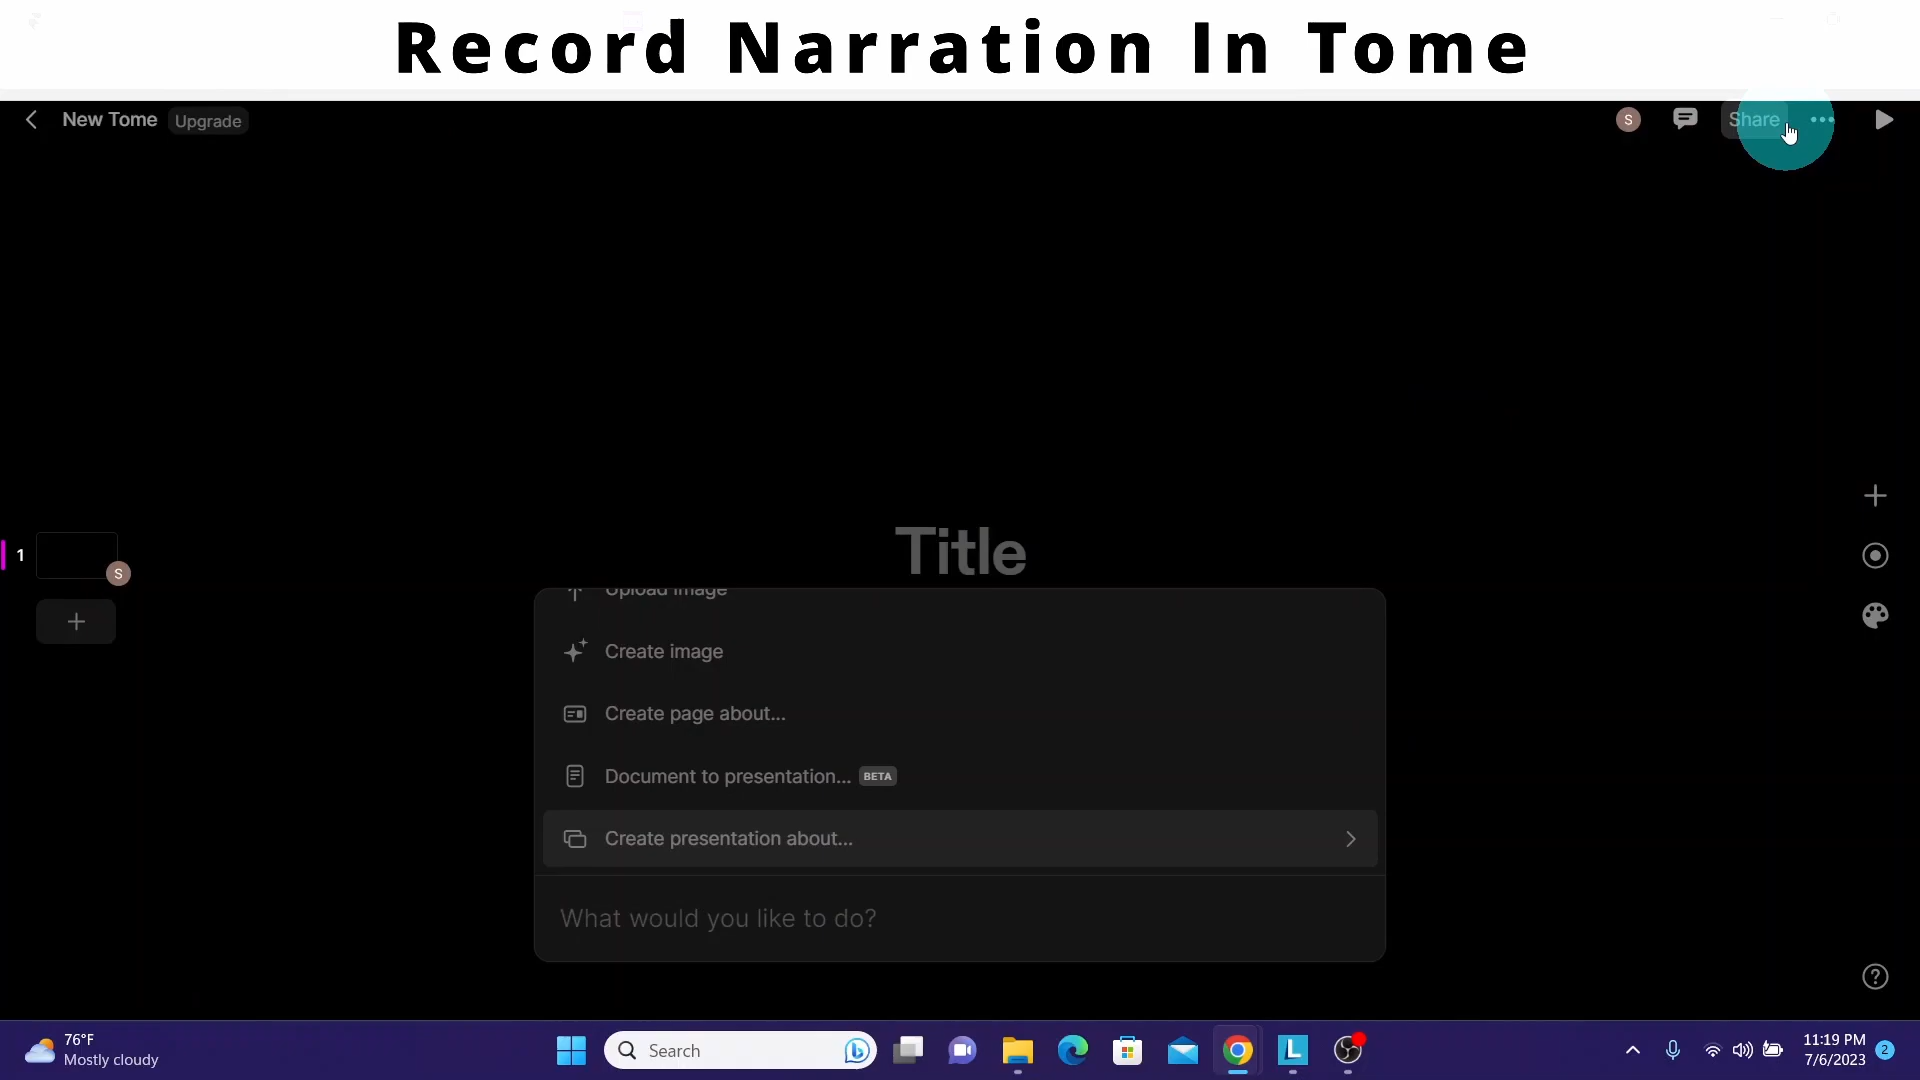 Record Narration In Tome
New Tome Upgrade
S
Share
Title
1
S
Upload image
Create image
Create page about...
Document to presentation... BETA
Create presentation about...
What would you like to do?
76°F
Mostly cloudy
Search
L
11:19 PM
7/6/2023
2